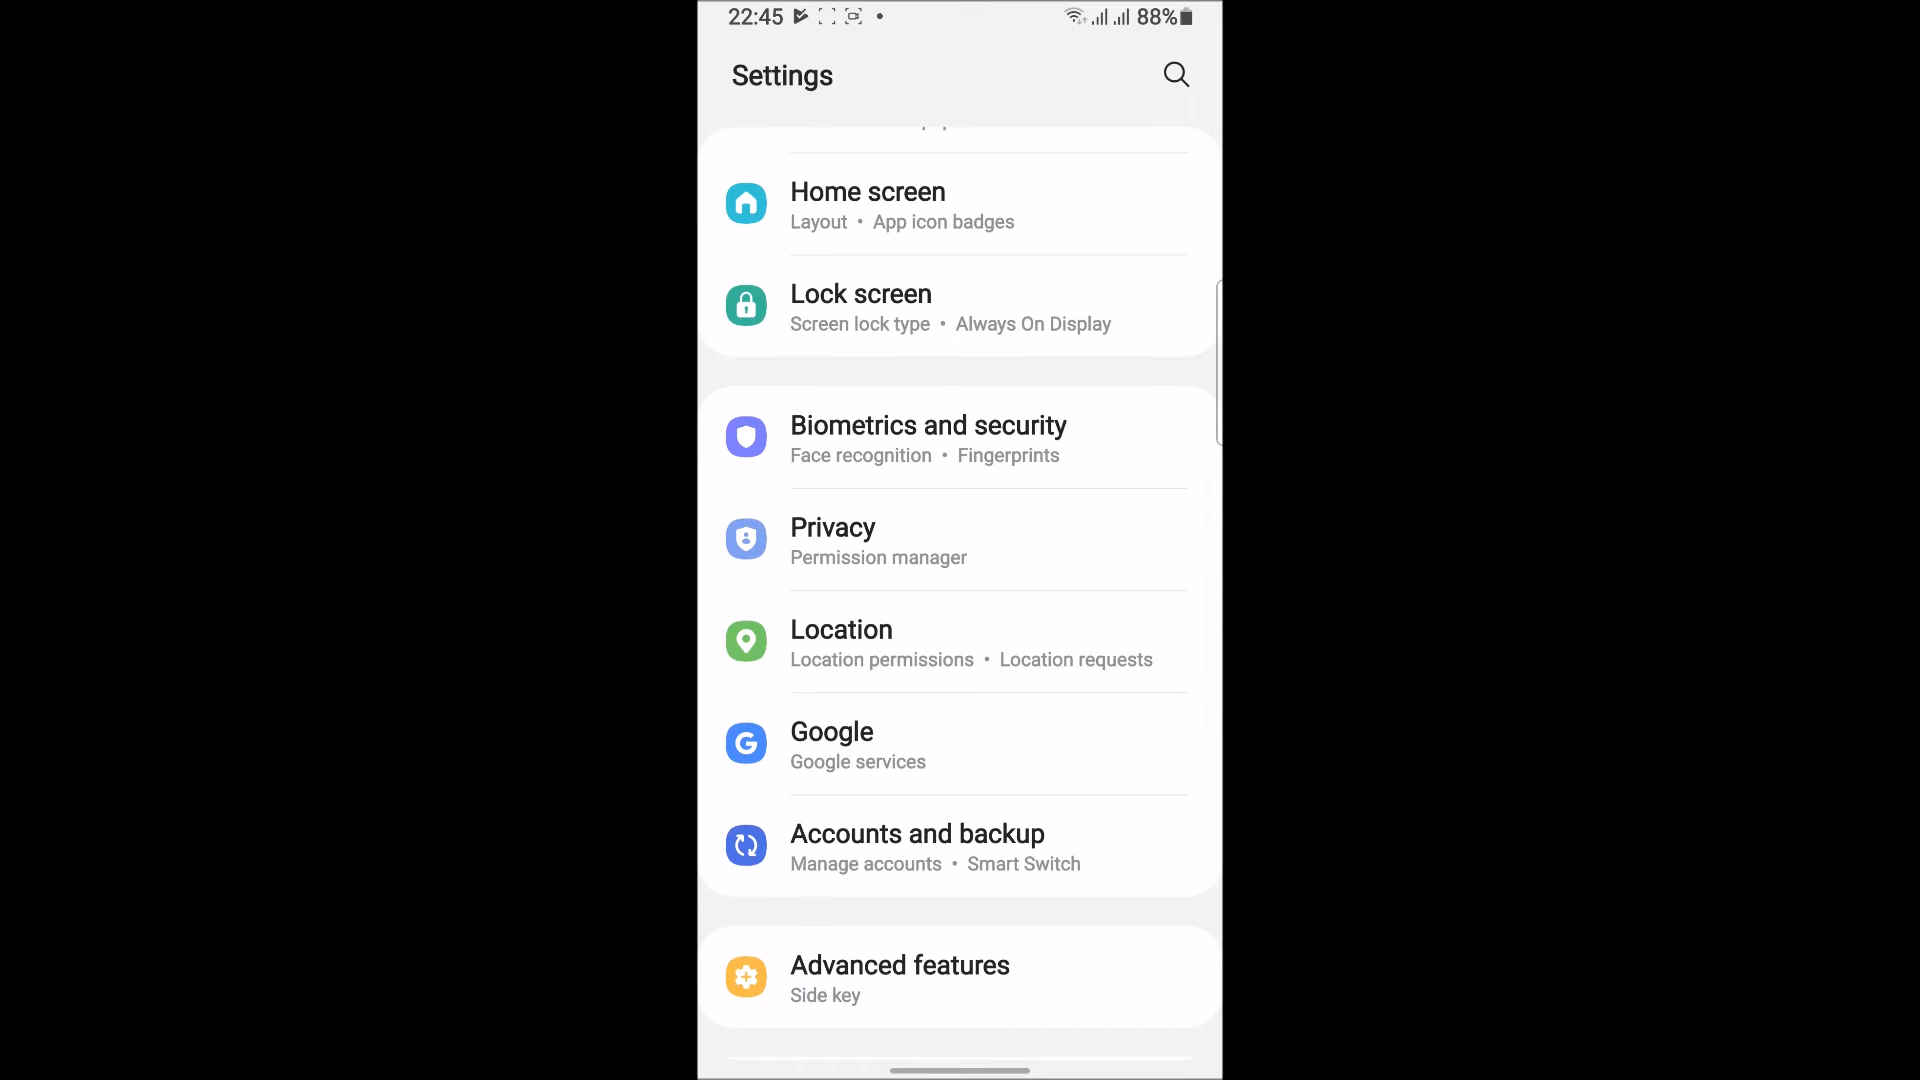 22:45 88%
Settings
Home screen
Layout • App icon badges
Lock screen
Screen lock type • Always On Display
Biometrics and security
Face recognition • Fingerprints
Privacy
Permission manager
Location
Location permissions • Location requests
Google
Google services
Accounts and backup
Manage accounts • Smart Switch
Advanced features
Side key